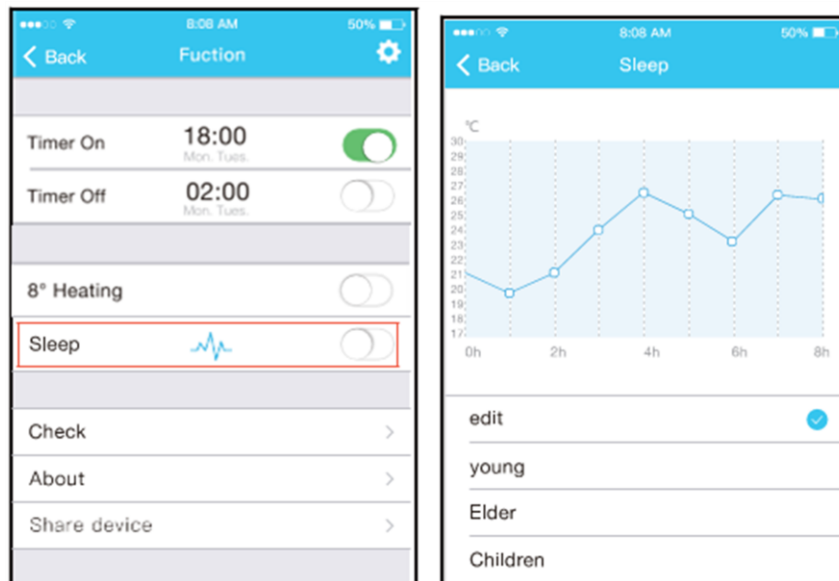 8:08 AM 50%
Back Fuction
Timer On 18:00
Mon. Tues.
Timer Off 02:00
Mon. Tues.
8° Heating
Sleep
Check
About
Share device
8:08 AM 50%
Back Sleep
°C
30
29
28
27
26
25
24
23
22
21
20
19
18
17
0h 2h 4h 6h 8h
edit
young
Elder
Children